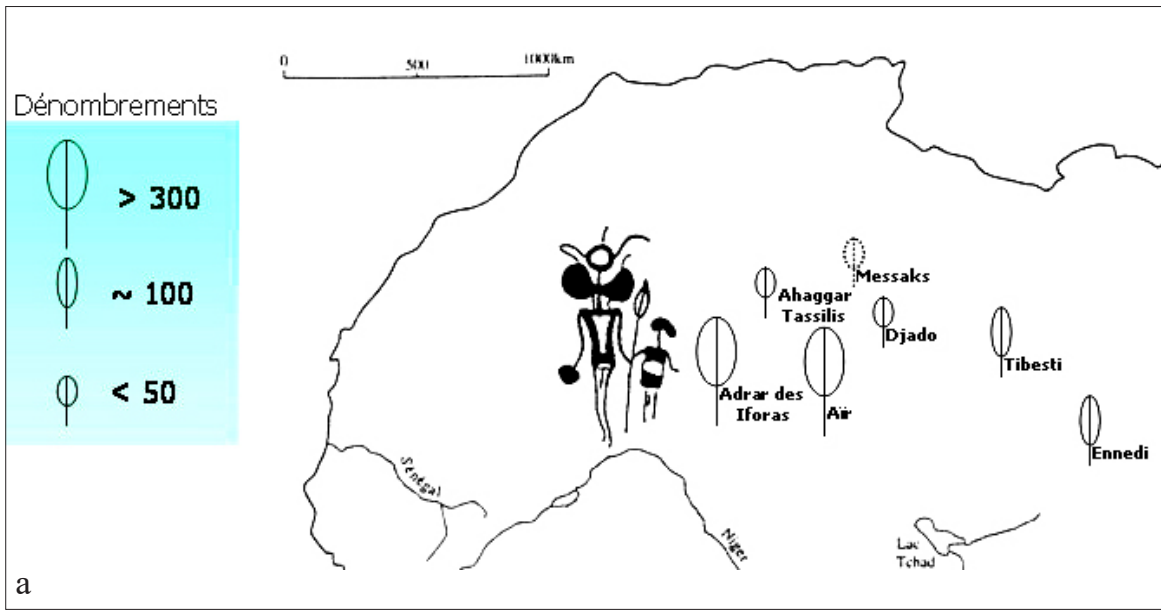 Dénombrements
> 300
~ 100
< 50
0
500
1000km
Messaks
Ahaggar
Tassilis
Djado
Tibesti
Adrar des
Iforas
Aïr
Ennedi
Sénégal
Niger
Lac
Tchad
a